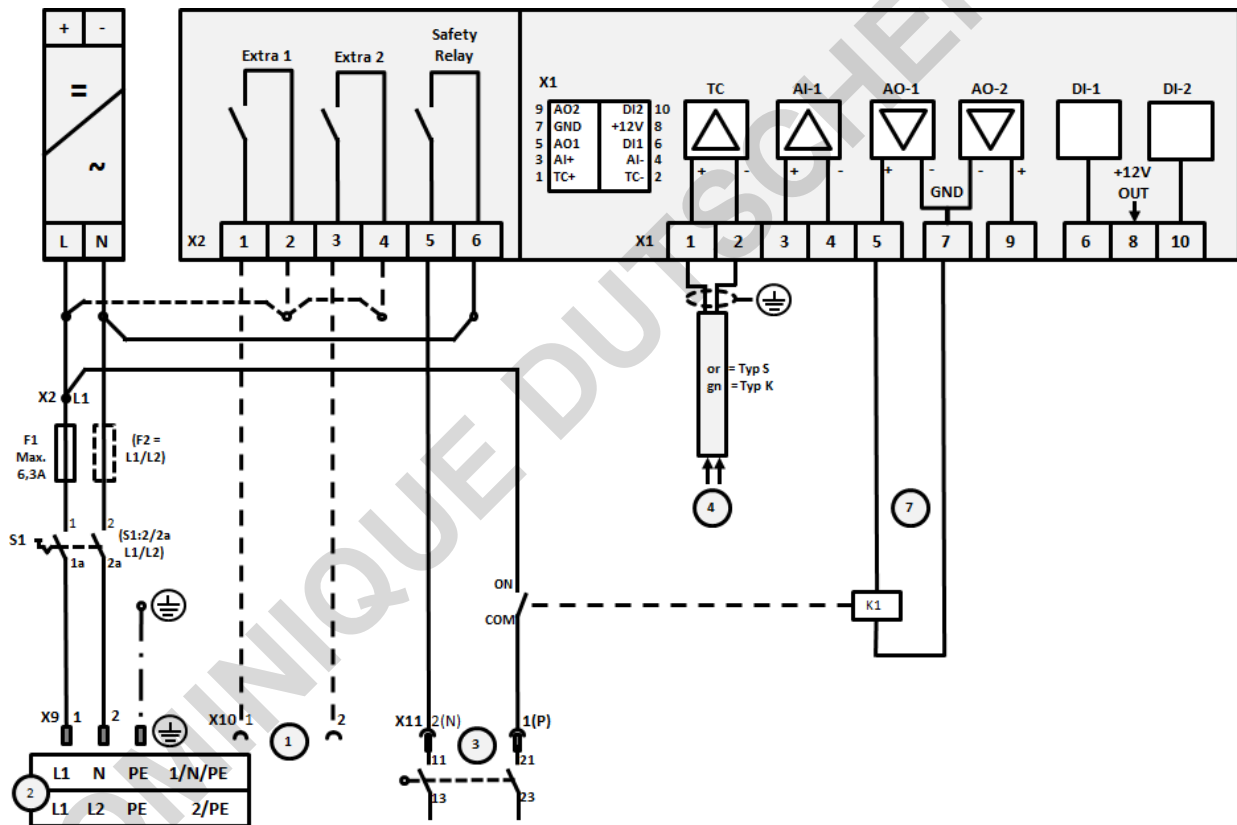 + -
=
~
L N
Extra 1
Extra 2
Safety
Relay
X2 1 2 3 4 5 6
X1
9 AO2 DI2 10
7 GND +12V 8
5 AO1 DI1 6
3 AI+ AI- 4
1 TC+ TC- 2
TC
AI-1
AO-1
AO-2
DI-1
DI-2
+ - + - + - - +
GND
+12V
OUT
X1 1 2 3 4 5 7 9 6 8 10
or = Typ S
gn = Typ K
4
7
X2 L1
F1
Max.
6,3A
(F2 =
L1/L2)
S1
1 2
1a 2a
(S1:2/2a
L1/L2)
ON
COM
K1
X9 1 2
X10 1 2
1
X11 2(N)
3
1(P)
11 21
13 23
2
L1 N PE 1/N/PE
L1 L2 PE 2/PE
OMINIQUE DUTSCHE